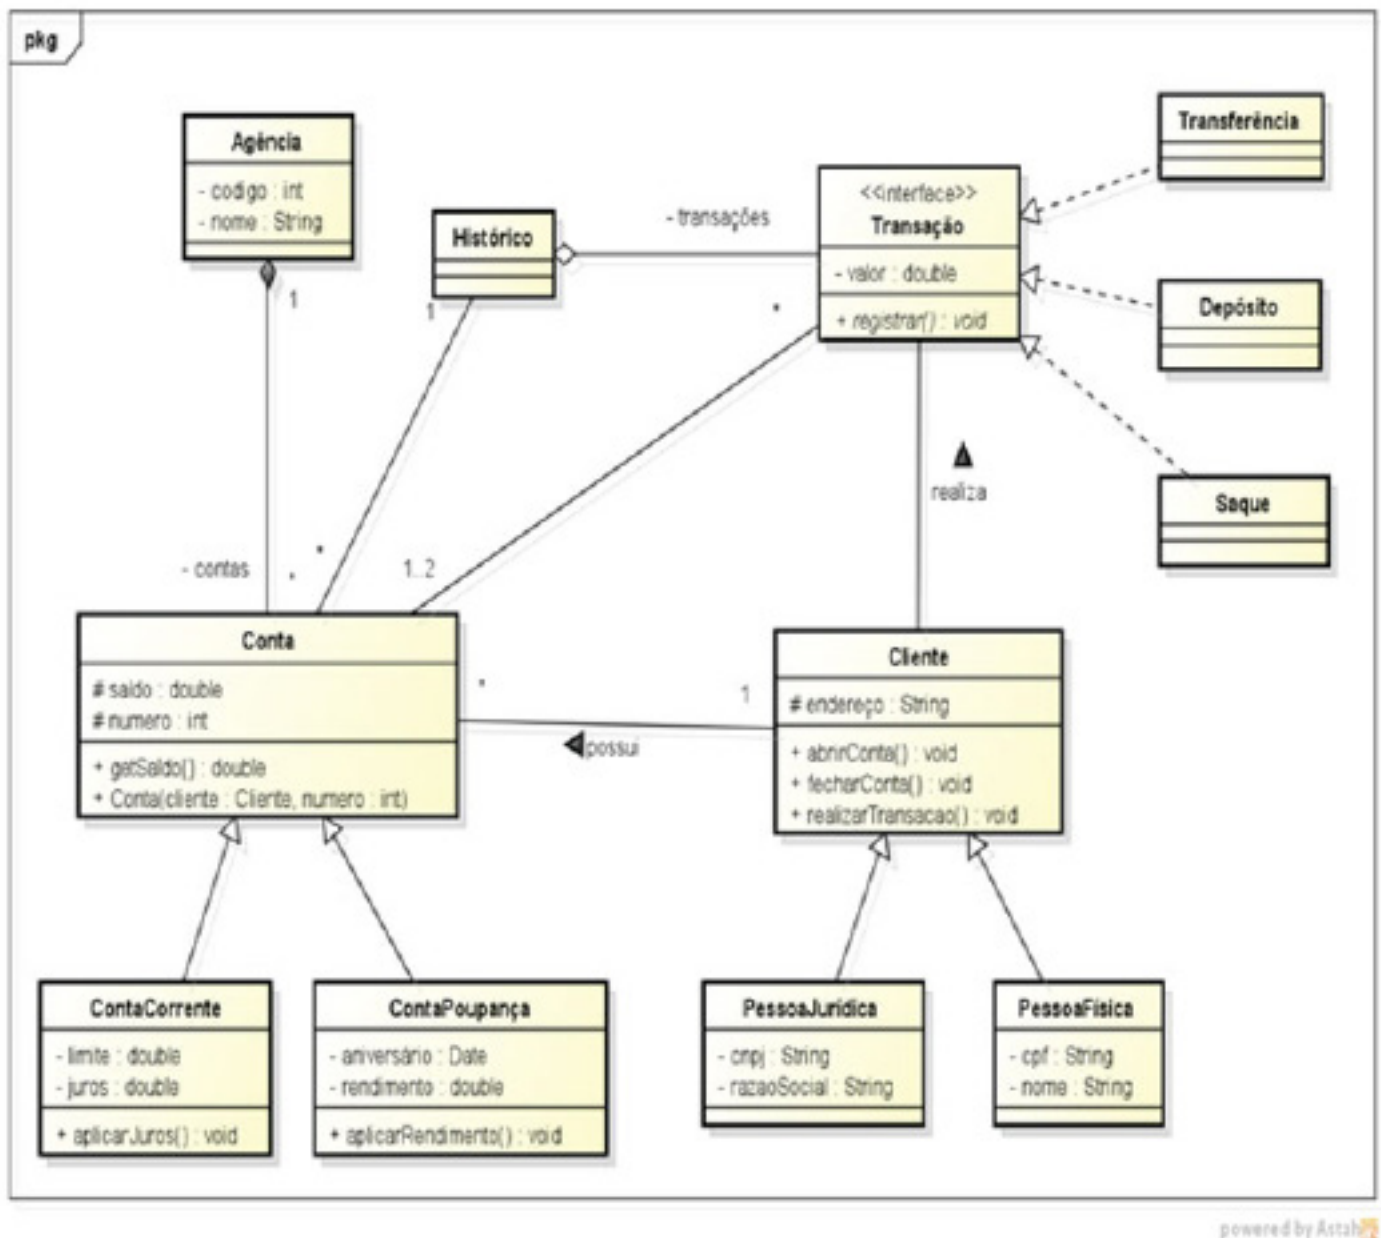 pkg
Agência
- codigo : int
- nome : String
1
Histórico
1
- transações
*
<<interface>>
Transação
- valor : double
+ registrar() : void
Transferência
Depósito
Saque
realiza
- contas
*
*
1..2
Conta
# saldo : double
# numero : int
+ getSaldo() : double
+ Conta(cliente : Cliente, numero : int)
*
1
possui
Cliente
# endereço : String
+ abrirConta() : void
+ fecharConta() : void
+ realizarTransacao() : void
ContaCorrente
- limite : double
- juros : double
+ aplicarJuros() : void
ContaPoupança
- aniversário : Date
- rendimento : double
+ aplicarRendimento() : void
PessoaJurídica
- cnpj : String
- razaoSocial : String
PessoaFísica
- cpf : String
- nome : String
powered by Astah